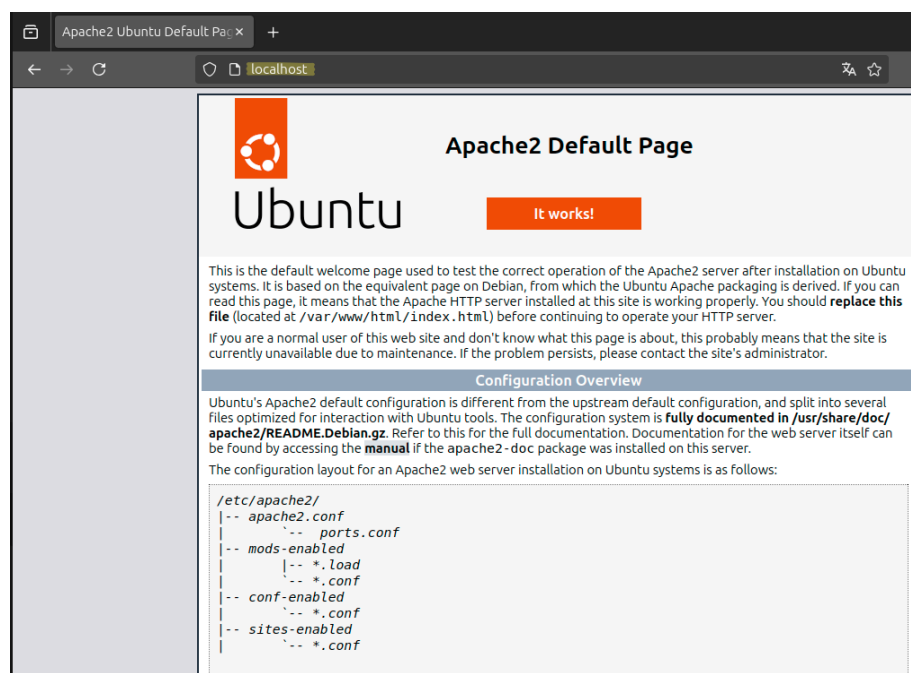 Apache2 Ubuntu Default Pag
localhost
Apache2 Default Page
Ubuntu
It works!
This is the default welcome page used to test the correct operation of the Apache2 server after installation on Ubuntu
systems. It is based on the equivalent page on Debian, from which the Ubuntu Apache packaging is derived. If you can
read this page, it means that the Apache HTTP server installed at this site is working properly. You should replace this
file (located at /var/www/html/index.html) before continuing to operate your HTTP server.
If you are a normal user of this web site and don't know what this page is about, this probably means that the site is
currently unavailable due to maintenance. If the problem persists, please contact the site's administrator.
Configuration Overview
Ubuntu's Apache2 default configuration is different from the upstream default configuration, and split into several
files optimized for interaction with Ubuntu tools. The configuration system is fully documented in /usr/share/doc/
apache2/README.Debian.gz. Refer to this for the full documentation. Documentation for the web server itself can
be found by accessing the manual if the apache2-doc package was installed on this server.
The configuration layout for an Apache2 web server installation on Ubuntu systems is as follows:
/etc/apache2/
|-- apache2.conf
|       `--  ports.conf
|-- mods-enabled
|       |-- *.load
|       `-- *.conf
|-- conf-enabled
|       `-- *.conf
|-- sites-enabled
|       `-- *.conf